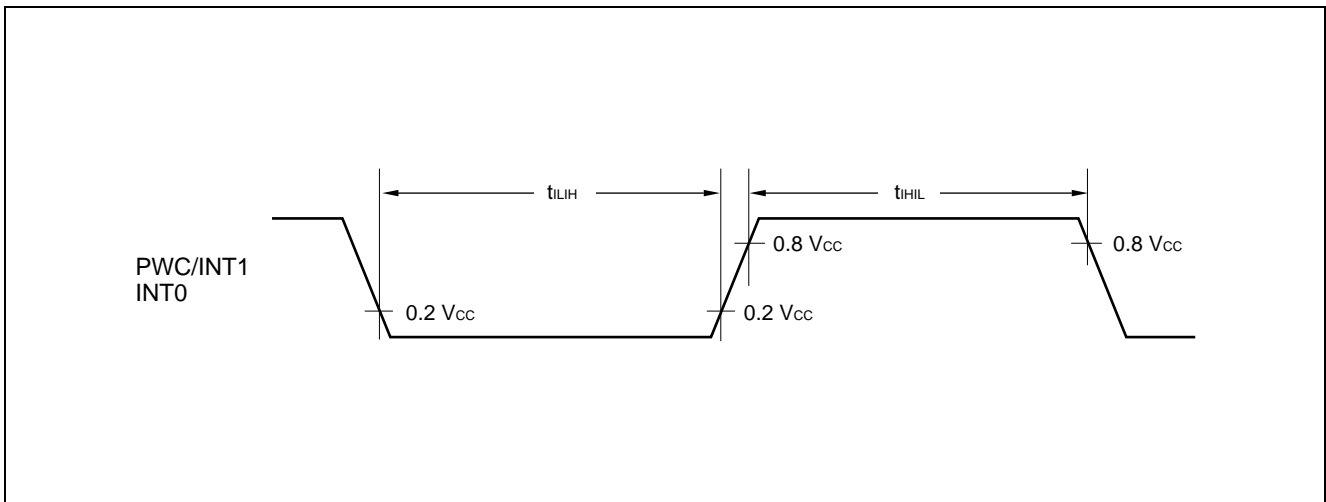 tILIH
tIHIL
0.8 Vcc
0.8 Vcc
PWC/INT1
INT0
0.2 Vcc
0.2 Vcc